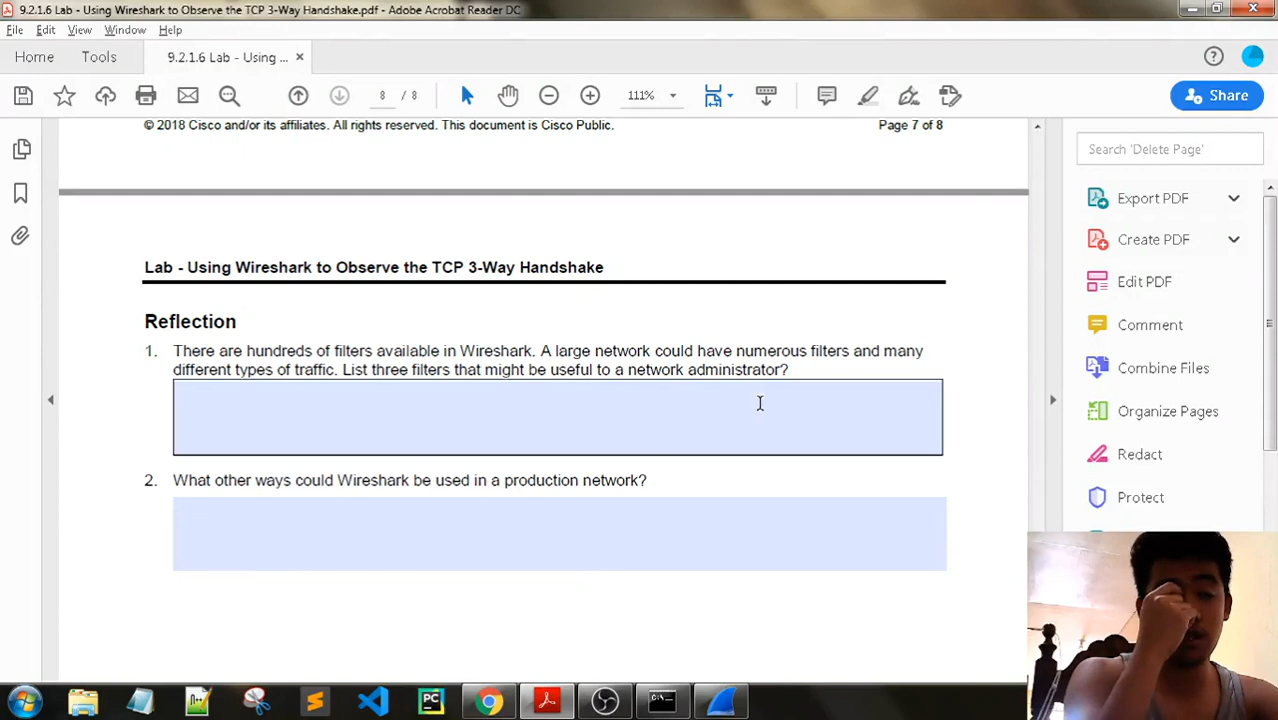 9.2.1.6 Lab - Using Wireshark to Observe the TCP 3-Way Handshake.pdf - Adobe Acrobat Reader DC
File Edit View Window Help
Home Tools 9.2.1.6 Lab - Using ... ×
8 / 8 111% Share
© 2018 Cisco and/or its affiliates. All rights reserved. This document is Cisco Public. Page 7 of 8
Search 'Delete Page'
Export PDF
Create PDF
Edit PDF
Comment
Combine Files
Organize Pages
Redact
Protect
Lab - Using Wireshark to Observe the TCP 3-Way Handshake
Reflection
1. There are hundreds of filters available in Wireshark. A large network could have numerous filters and many
different types of traffic. List three filters that might be useful to a network administrator?
2. What other ways could Wireshark be used in a production network?
PC